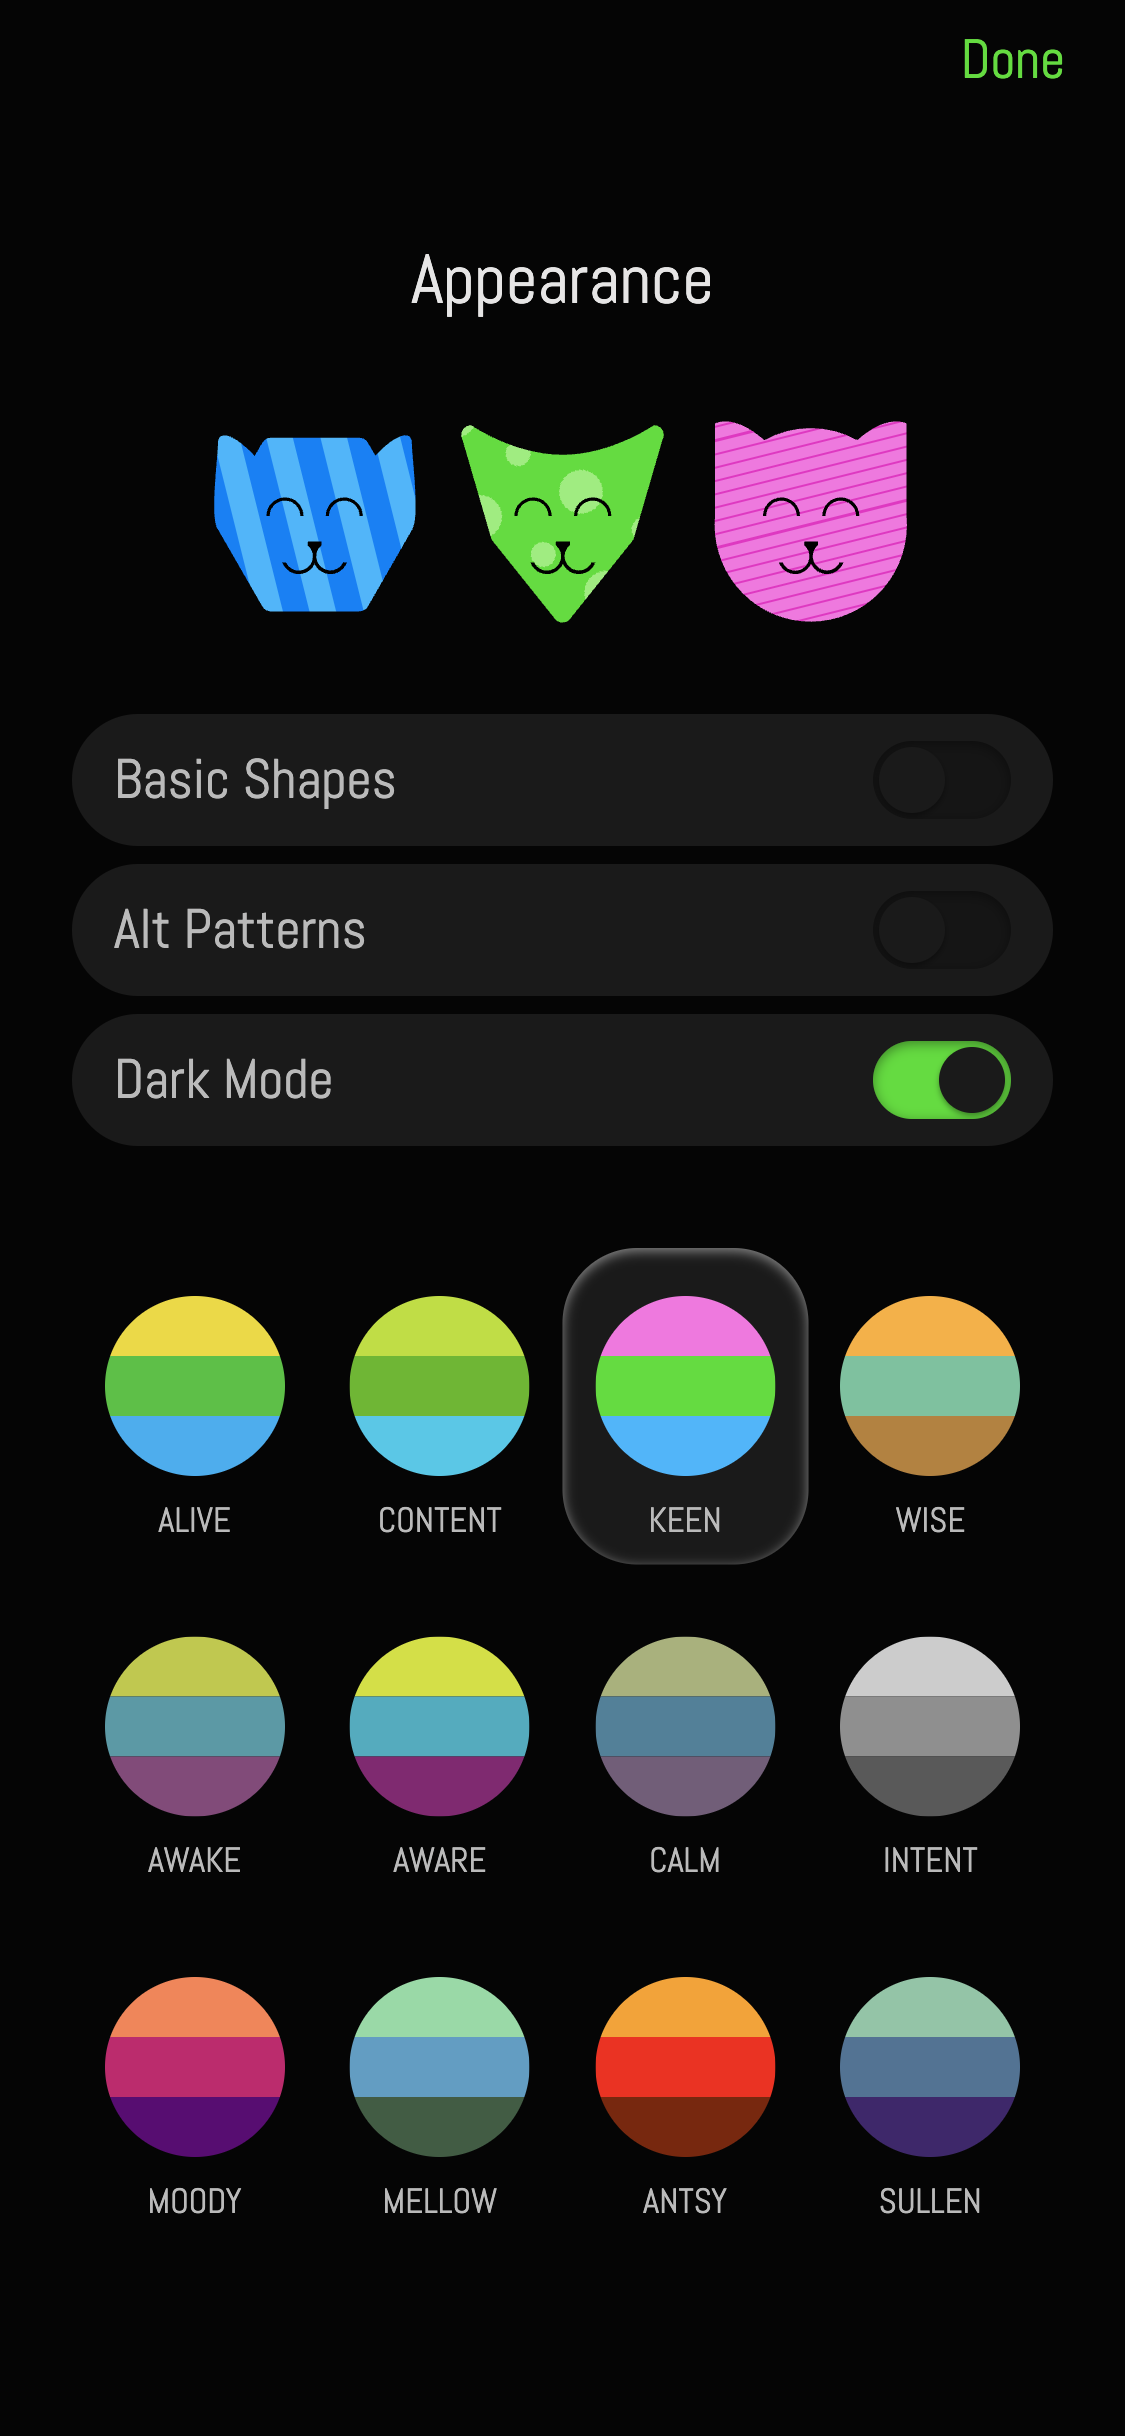 Done
Appearance
Basic Shapes
Alt Patterns
Dark Mode
ALIVE
CONTENT
KEEN
WISE
AWAKE
AWARE
CALM
INTENT
MOODY
MELLOW
ANTSY
SULLEN